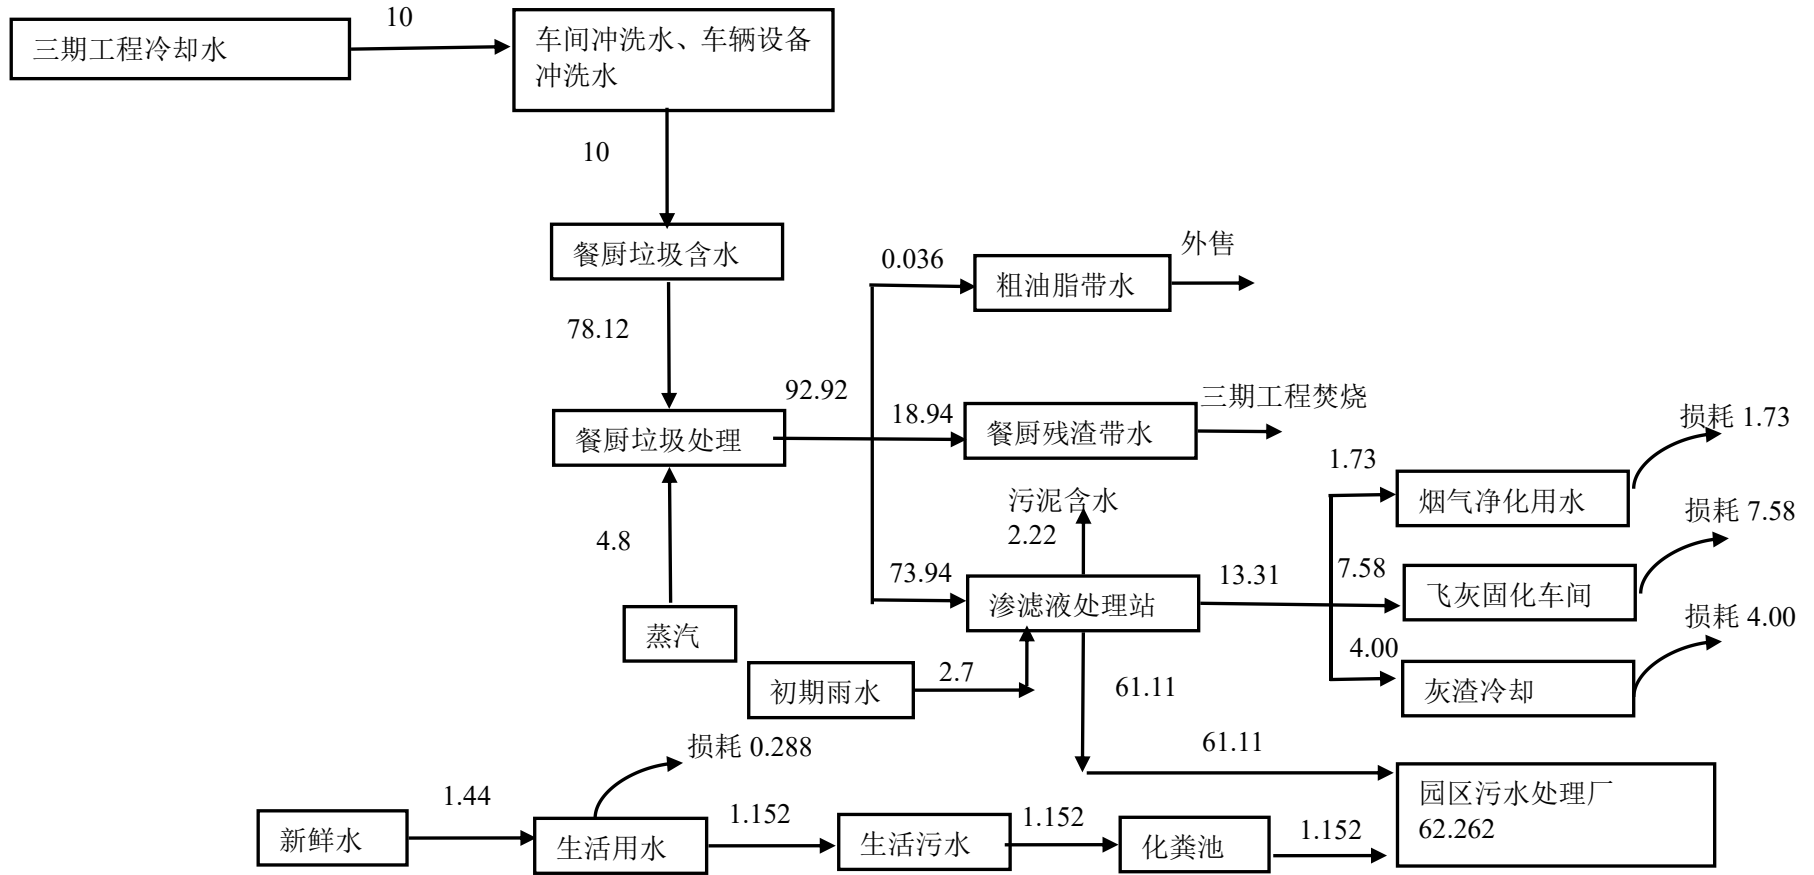 10
三期工程冷却水
车间冲洗水、车辆设备
冲洗水
10
餐厨垃圾含水
0.036
外售
粗油脂带水
78.12
92.92
餐厨垃圾处理
18.94
餐厨残渣带水
三期工程焚烧
损耗 1.73
1.73
烟气净化用水
污泥含水
2.22
损耗 7.58
4.8
73.94
渗滤液处理站
13.31
7.58
飞灰固化车间
蒸汽
损耗 4.00
4.00
灰渣冷却
初期雨水
2.7
61.11
61.11
损耗 0.288
新鲜水
1.44
生活用水
1.152
生活污水
1.152
化粪池
1.152
园区污水处理厂
62.262